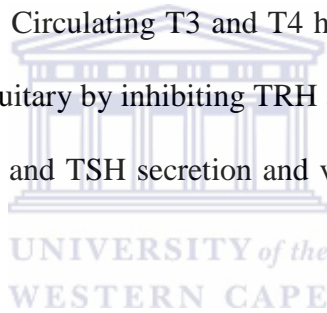 Circulating T3 and T4 h
uitary by inhibiting TRH
and TSH secretion and v
UNIVERSITY of the
WESTERN CAPE